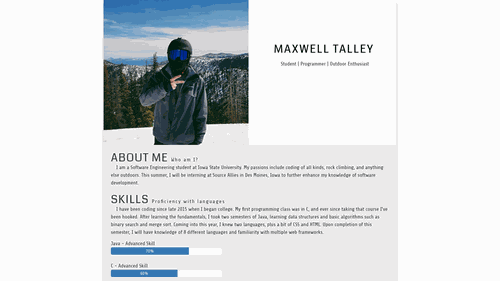 MAXWELL TALLEY
Student | Programmer | Outdoor Enthusiast
ABOUT ME Who am I?
I am a Software Engineering student at Iowa State University. My passions include coding of all kinds, rock climbing, and anything
else outdoors. This summer, I will be interning at Source Allies in Des Moines, Iowa to further enhance my knowledge of software
development.
SKILLS Proficiency with languages
I have been coding since late 2015 when I began college. My first programming class was in C, and ever since taking that course I've
been hooked. After learning the fundamentals, I took two semesters of Java, learning data structures and basic algorithms such as
binary search and merge sort. Coming into this year, I knew two languages, plus a bit of CSS and HTML. Upon completion of this
semester, I will have knowledge of 8 different languages and familiarity with multiple web frameworks.
Java - Advanced Skill
70%
C - Advanced Skill
60%